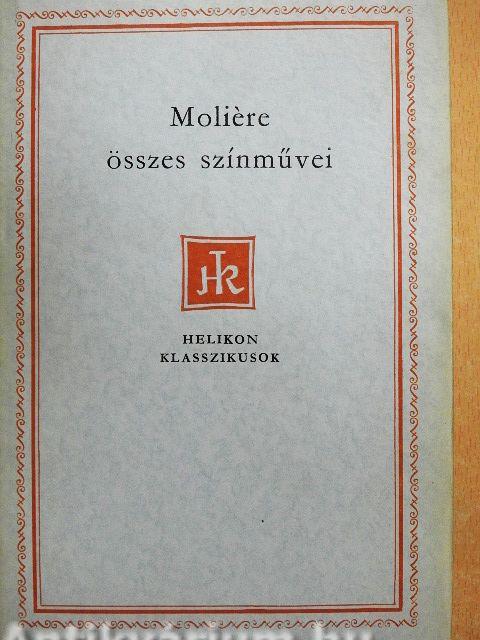 Molière
összes színművei
HK
HELIKON
KLASSZIKUSOK